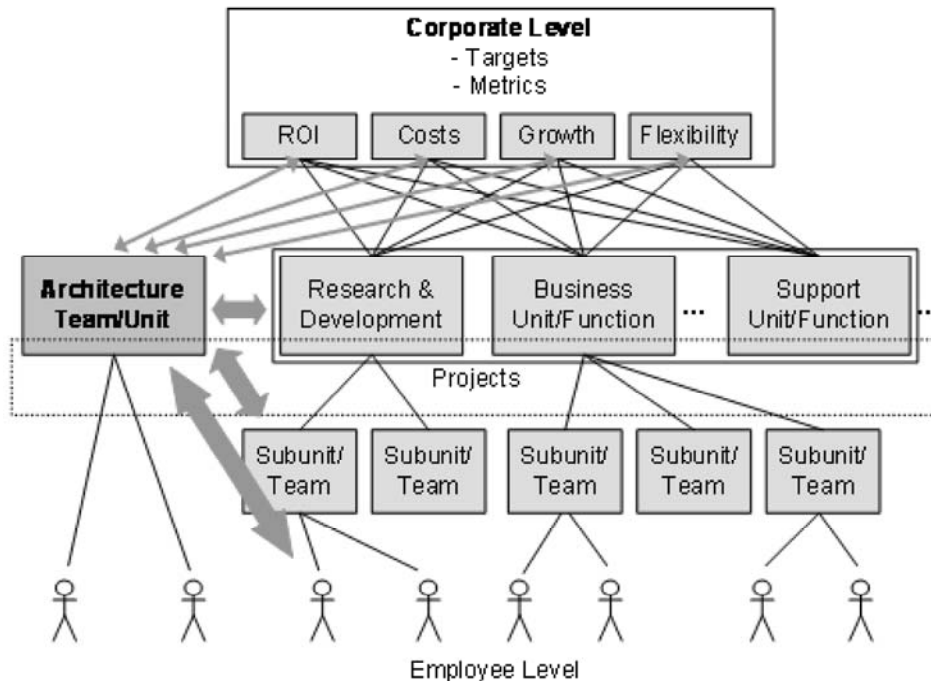 Corporate Level
- Targets
- Metrics
ROI
Costs
Growth
Flexibility
Architecture
Team/Unit
Research &
Development
Business
Unit/Function
...
Support
Unit/Function
...
Projects
Subunit/
Team
Subunit/
Team
Subunit/
Team
Subunit/
Team
Subunit/
Team
Employee Level